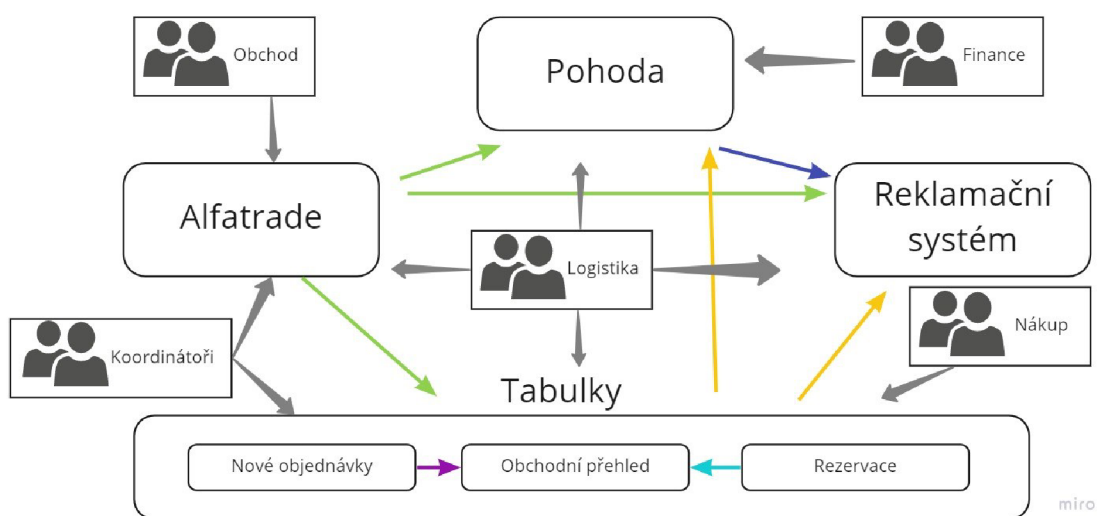 Obchod
Pohoda
Finance
Alfatrade
Reklamační
systém
Logistika
Koordinátoři
Nákup
Tabulky
Nové objednávky
Obchodní přehled
Rezervace
miro